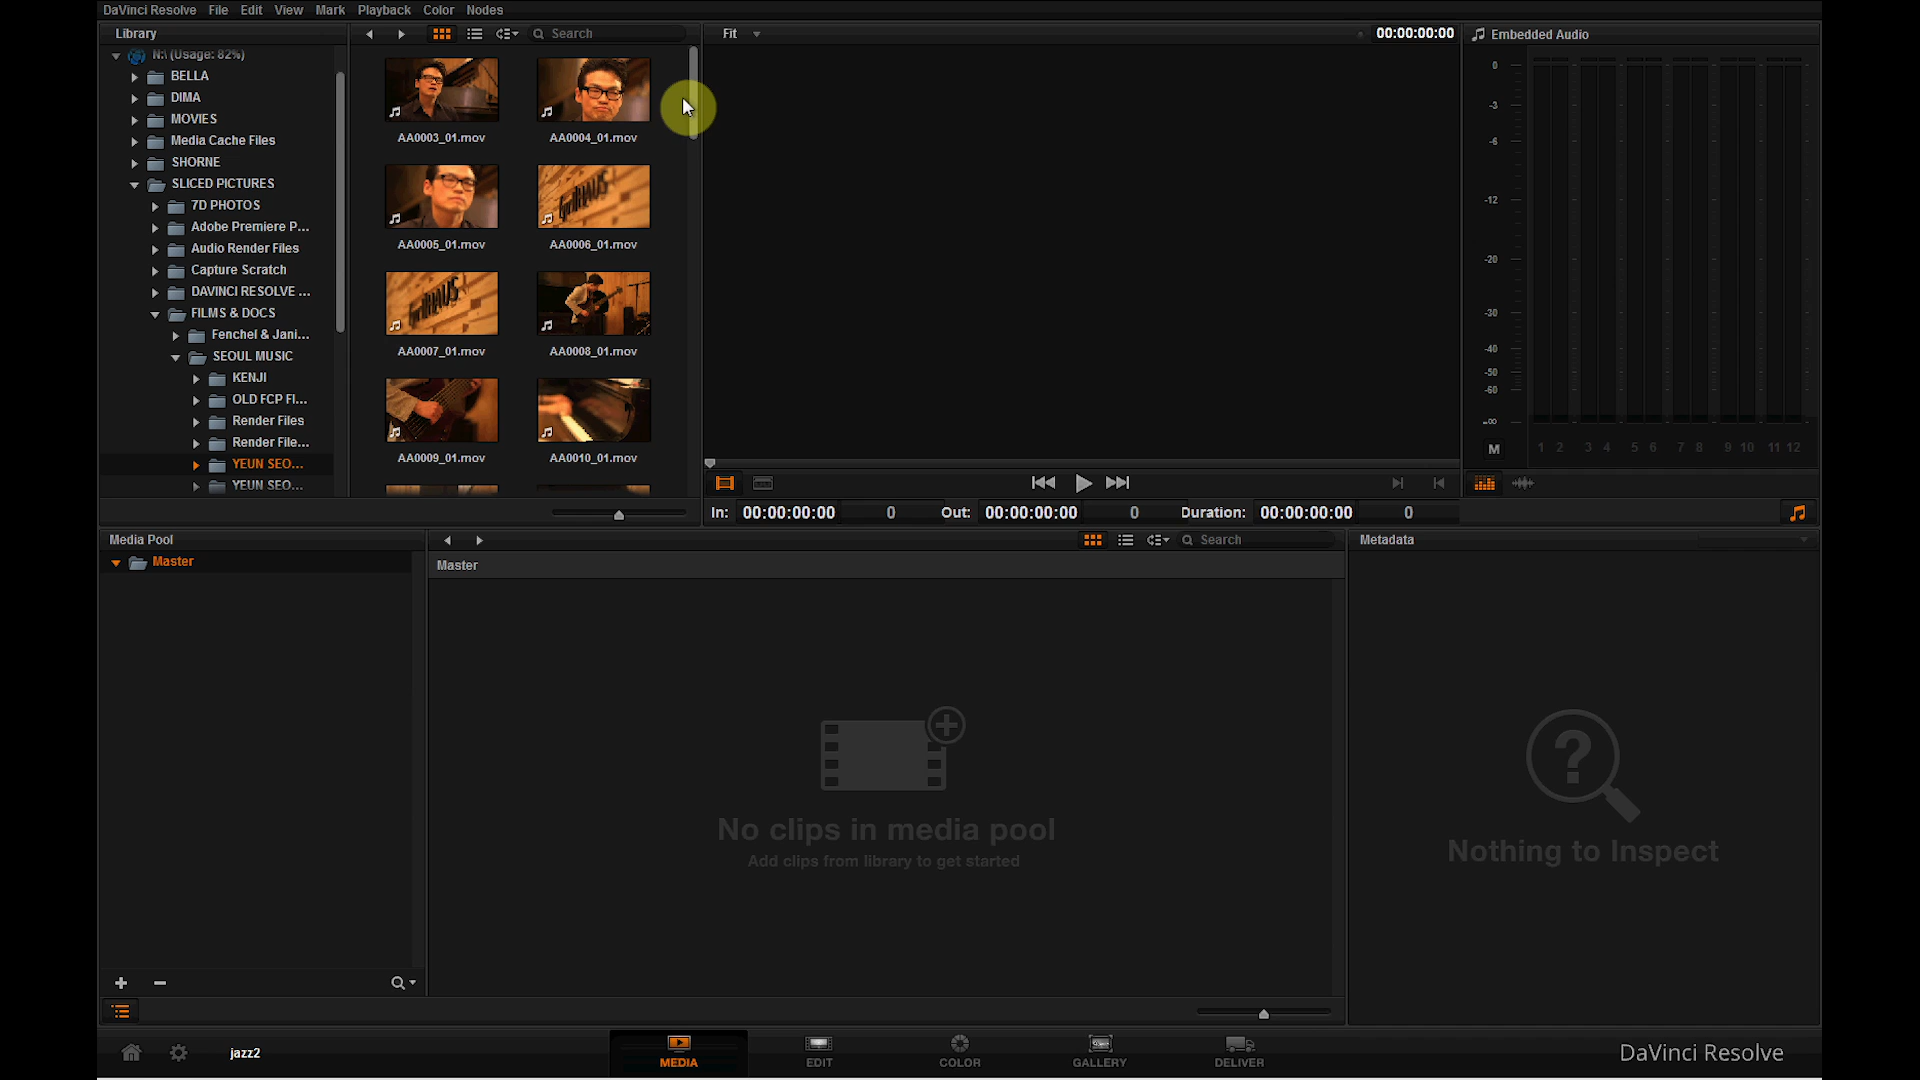 DaVinci Resolve File Edit View Mark Playback Color Nodes
Library
Search
Fit
00:00:00:00
Embedded Audio
N:\ (Usage: 82%)
BELLA
DIMA
MOVIES
Media Cache Files
SHORNE
SLICED PICTURES
7D PHOTOS
Adobe Premiere P...
Audio Render Files
Capture Scratch
DAVINCI RESOLVE ...
FILMS & DOCS
Fenchel & Jani...
SEOUL MUSIC
KENJI
OLD FCP FI...
Render Files
Render File...
YEUN SEO...
YEUN SEO...
AA0003_01.mov
AA0004_01.mov
AA0005_01.mov
AA0006_01.mov
AA0007_01.mov
AA0008_01.mov
AA0009_01.mov
AA0010_01.mov
0
-3
-6
-12
-20
-30
-40
-50
-60
-∞
M 1 2 3 4 5 6 7 8 9 10 11 12
In: 00:00:00:00 0 Out: 00:00:00:00 0 Duration: 00:00:00:00 0
Media Pool
Search
Metadata
Master
Master
No clips in media pool
Add clips from library to get started
?
Nothing to Inspect
jazz2
MEDIA
EDIT
COLOR
GALLERY
DELIVER
DaVinci Resolve